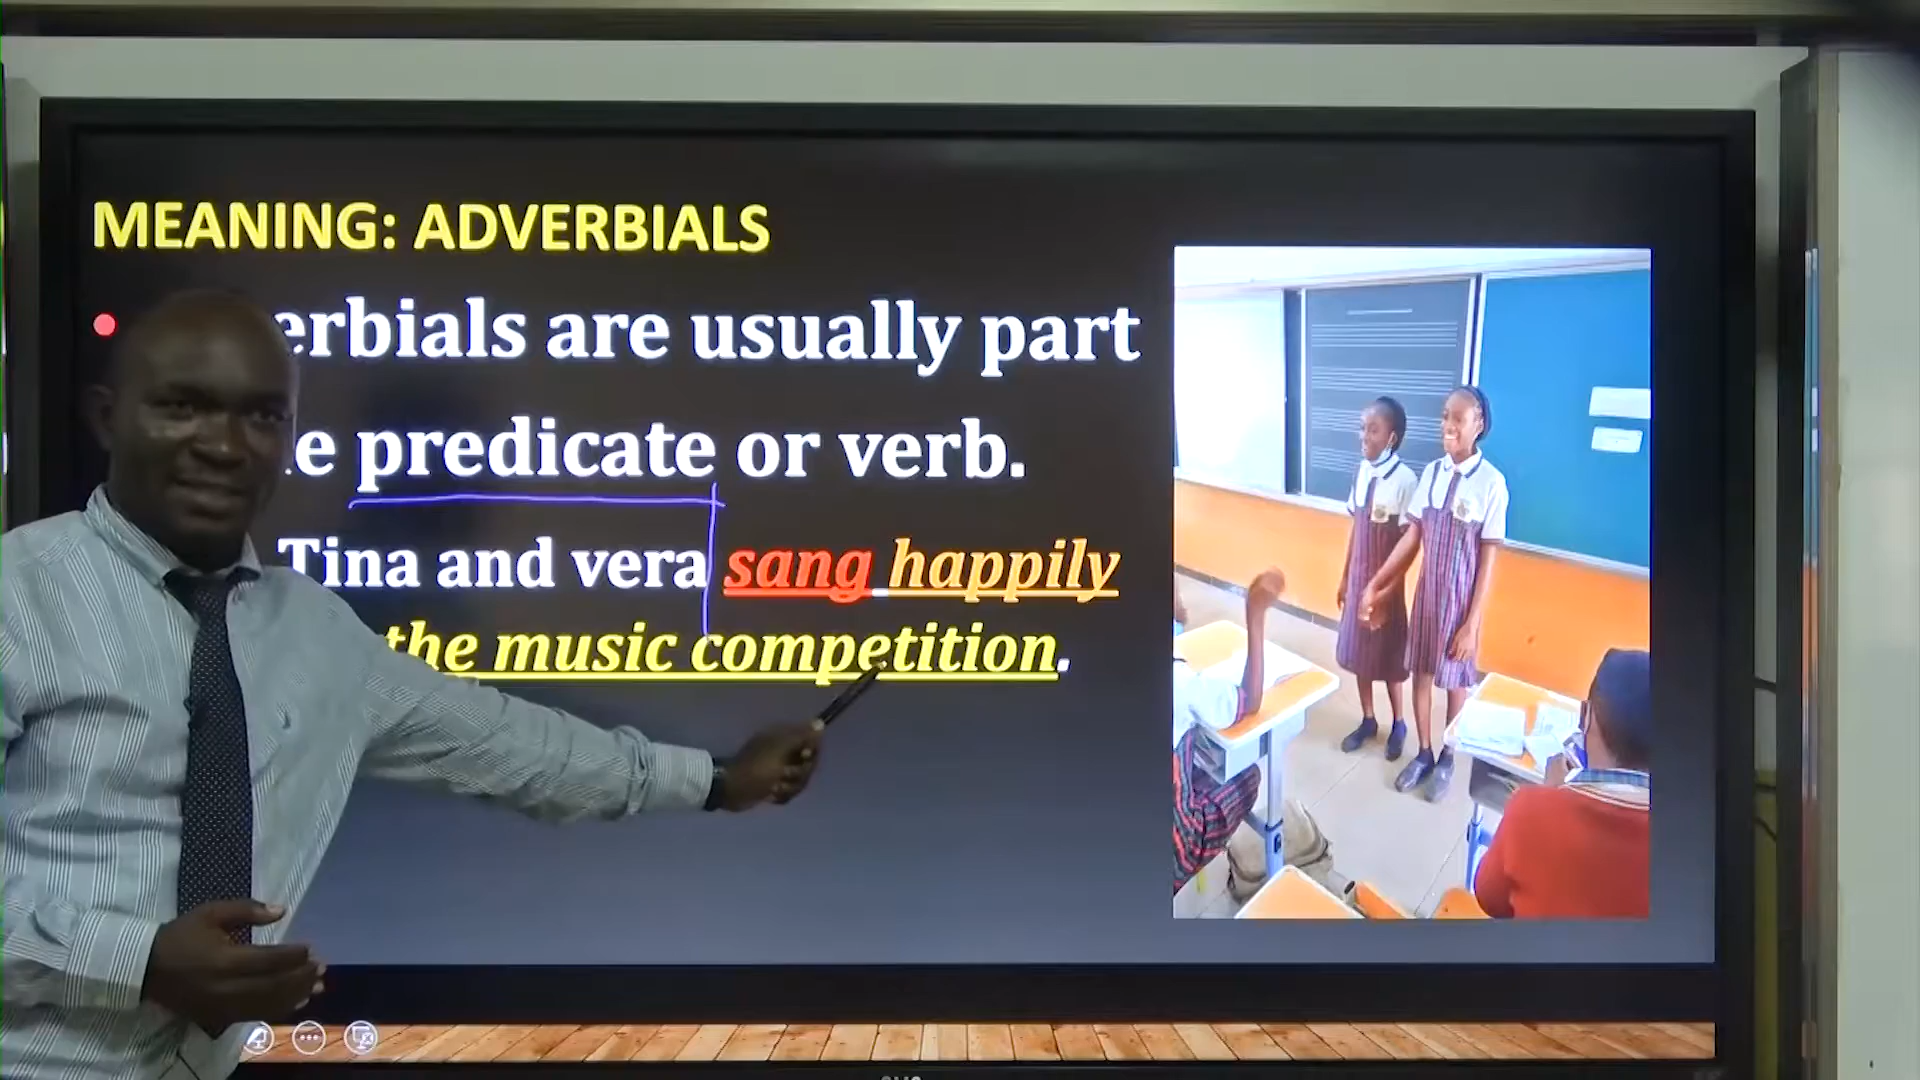 MEANING: ADVERBIALS
erbials are usually part
e predicate or verb.
Tina and vera sang happily
the music competition.